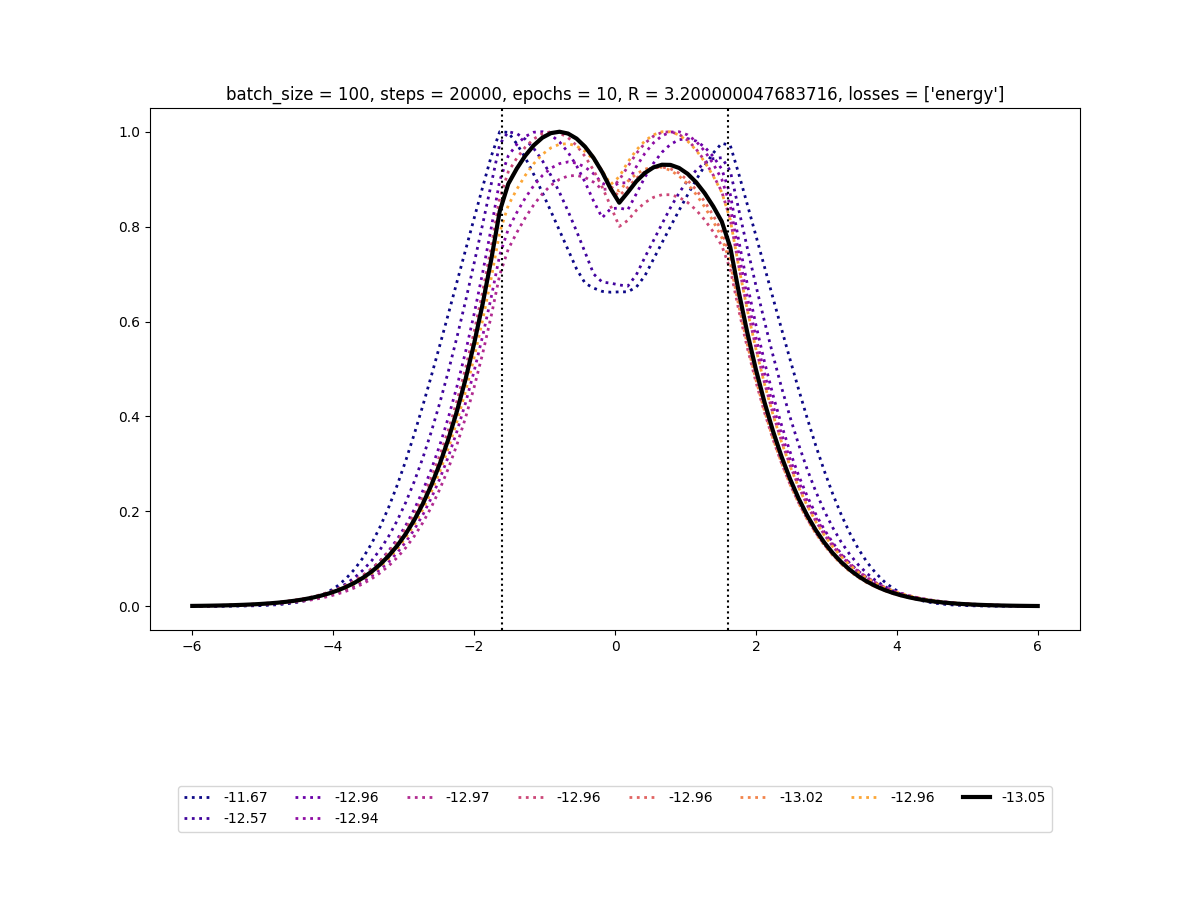 batch_size = 100, steps = 20000, epochs = 10, R = 3.200000047683716, losses = ['energy']
1.0
0.8
0.6
0.4
0.2
0.0
−6 −4 −2 0 2 4 6
-11.67 -12.96 -12.97 -12.96 -12.96 -13.02 -12.96 -13.05
-12.57 -12.94